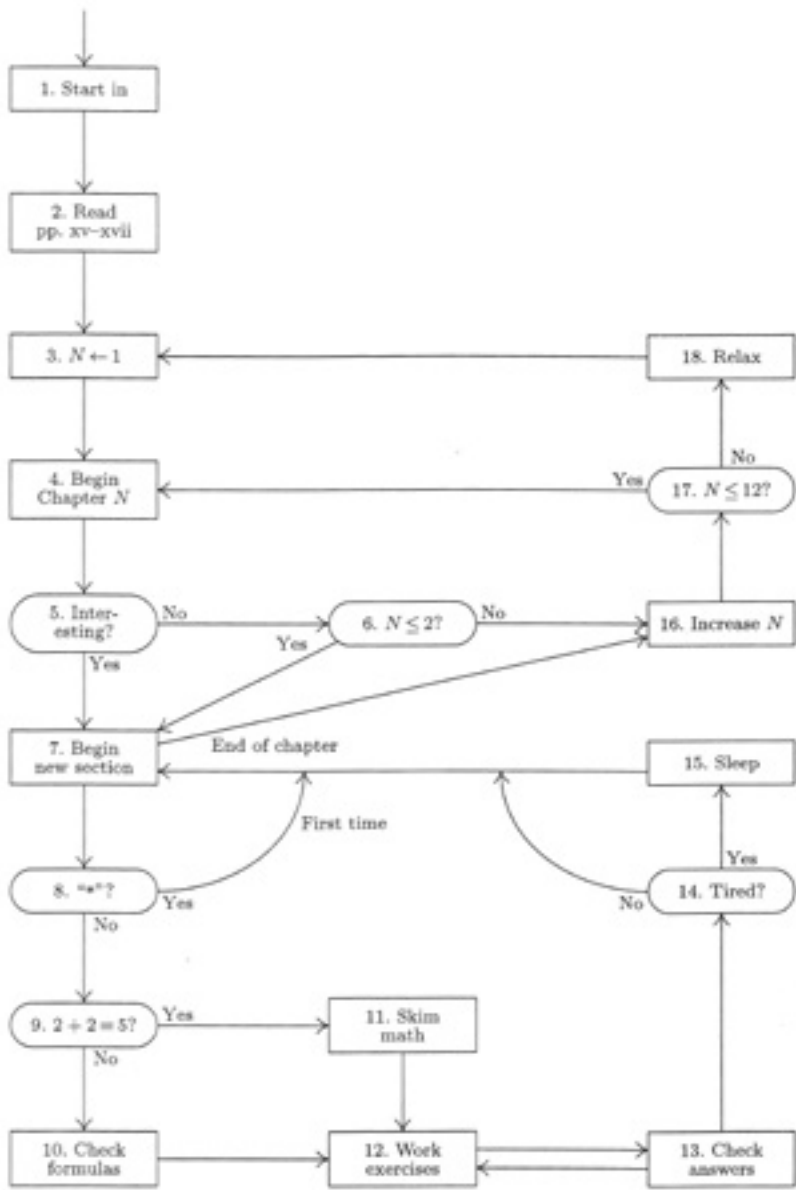 1. Start in
2. Read
pp. xv–xvii
3. N ← 1
18. Relax
No
4. Begin
Chapter N
Yes
17. N ≤ 12?
5. Inter-
esting?
No
6. N ≤ 2?
No
16. Increase N
Yes
Yes
7. Begin
new section
End of chapter
15. Sleep
First time
Yes
8. "*"?
Yes
14. Tired?
No
No
9. 2 + 2 = 5?
Yes
11. Skim
math
No
10. Check
formulas
12. Work
exercises
13. Check
answers